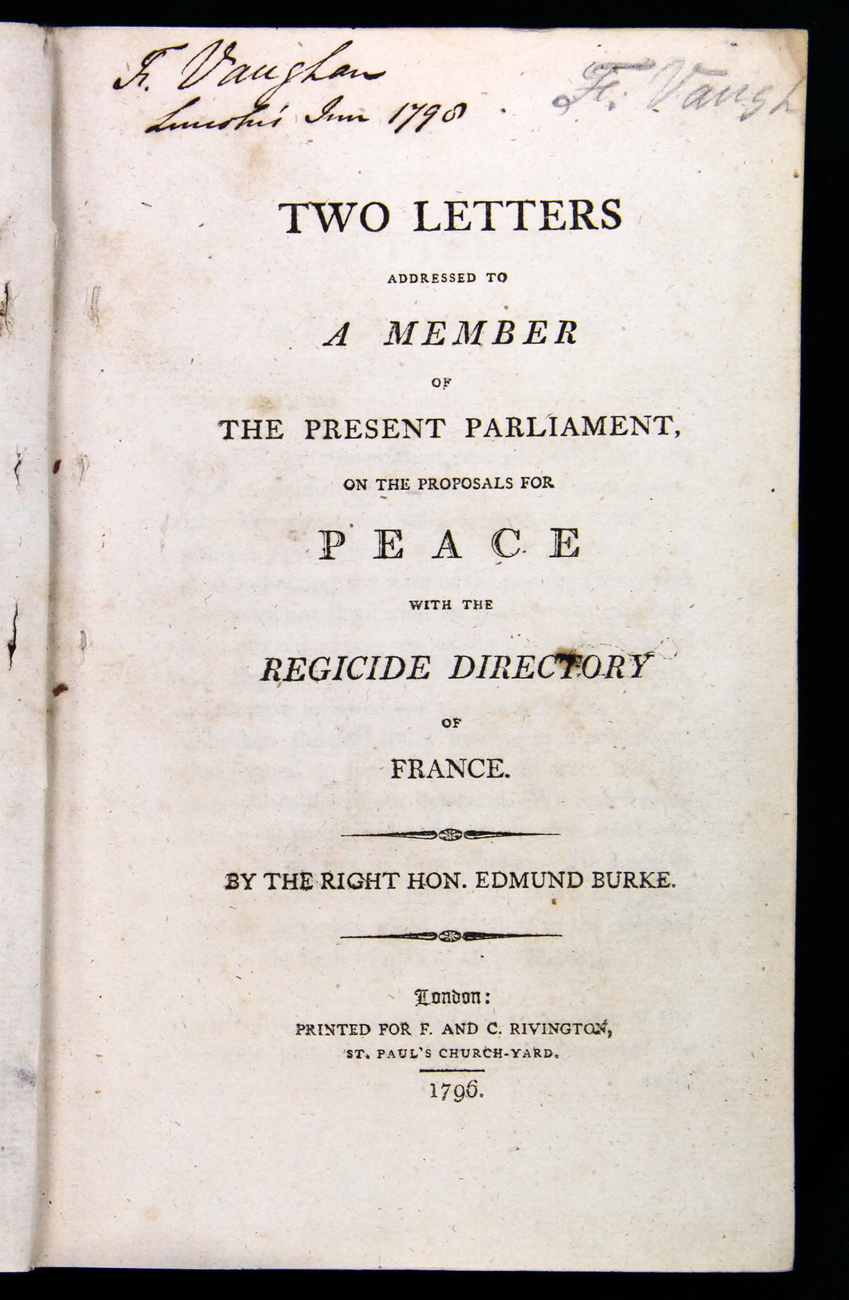 Fr. Vaughan
Lincoln's Inn 1798
Fr. Vaugh
TWO LETTERS
ADDRESSED TO
A MEMBER
OF
THE PRESENT PARLIAMENT,
ON THE PROPOSALS FOR
PEACE
WITH THE
REGICIDE DIRECTORY
OF
FRANCE.
BY THE RIGHT HON. EDMUND BURKE.
London:
PRINTED FOR F. AND C. RIVINGTON,
ST. PAUL'S CHURCH-YARD.
1796.